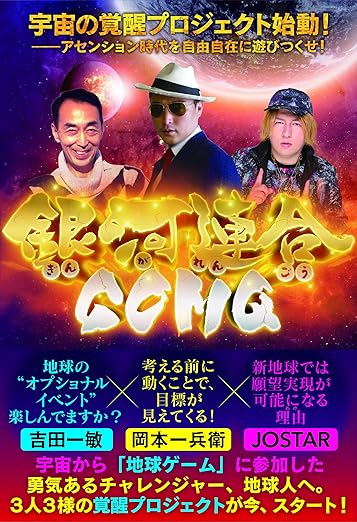 宇宙の覚醒プロジェクト始動!
――アセンション時代を自由自在に遊びつくせ!
銀河連合
ぎん が れん ごう
COMQ
地球の
“オプショナル
イベント”
楽しんでますか?
×
考える前に
動くことで、
目標が
見えてくる!
×
新地球では
願望実現が
可能になる
理由
吉田一敏
岡本一兵衛
JOSTAR
宇宙から「地球ゲーム」に参加した
勇気あるチャレンジャー、地球人へ。
3人3様の覚醒プロジェクトが今、スタート!